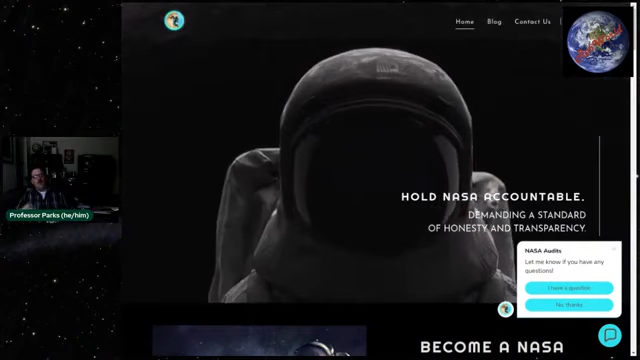 Home Blog Contact Us
HOLD NASA ACCOUNTABLE.
DEMANDING A STANDARD
OF HONESTY AND TRANSPARENCY.
Professor Parks (he/him)
NASA Audits
Let me know if you have any
questions!
I have a question
No, thanks
BECOME A NASA